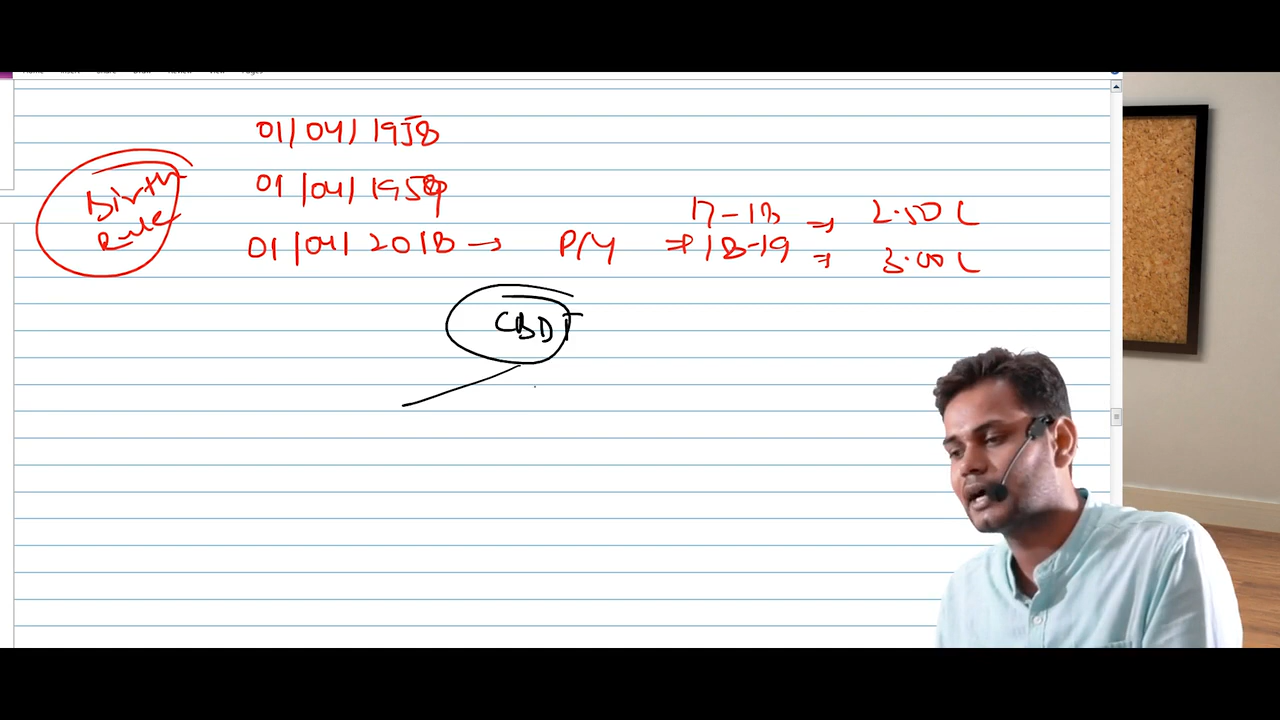 01/04/1958
Birth
Rule
01/04/1959
17-18 ⇒ 2.50 L
01/04/2018 → P/Y ⇒ 18-19 ⇒ 3.00 L
CBDT